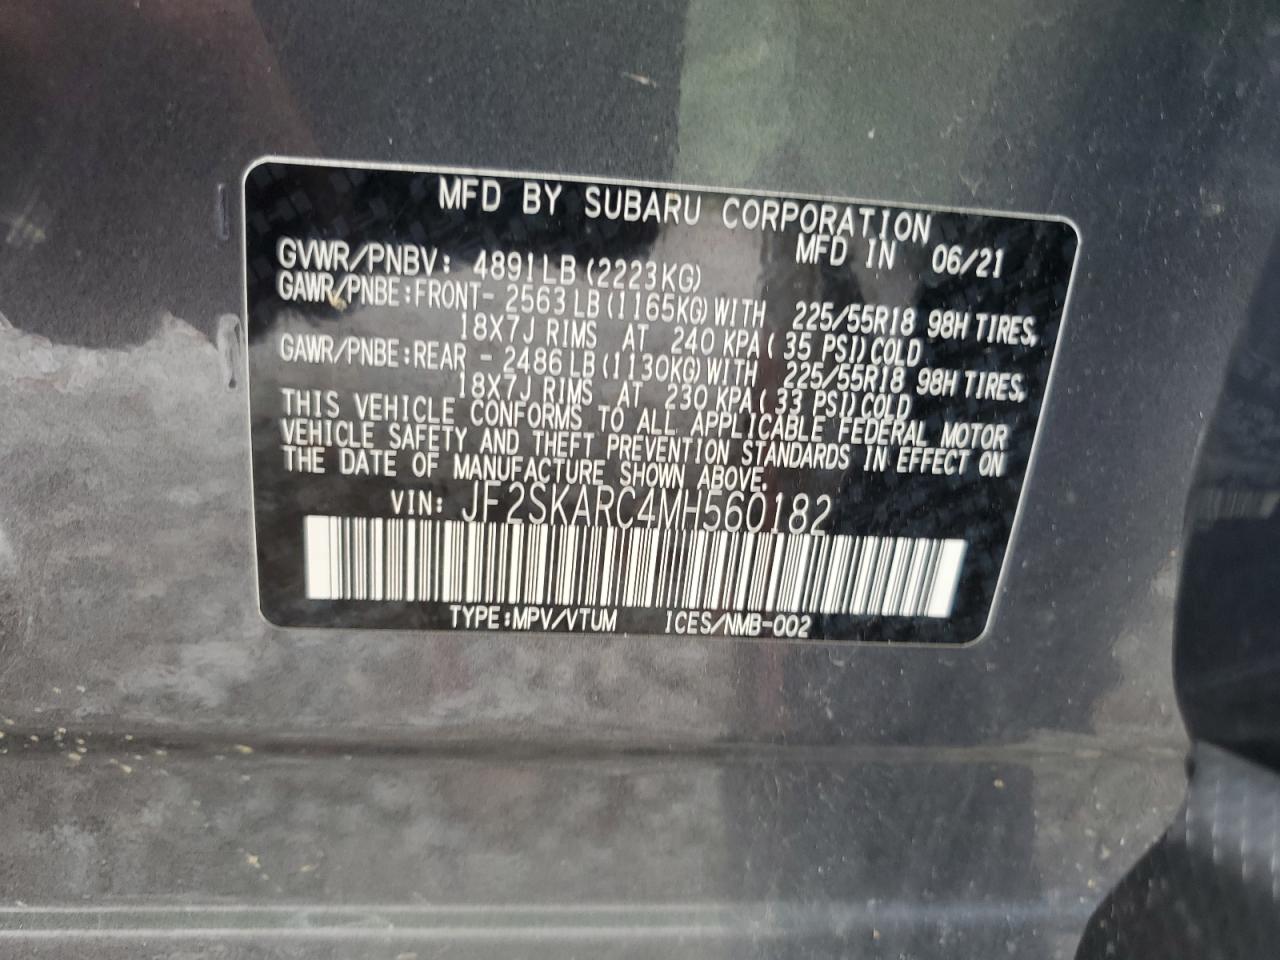 MFD BY SUBARU CORPORATION
MFD IN 06/21
GVWR/PNBV: 4891LB(2223KG)
GAWR/PNBE:FRONT- 2563LB(1165KG)WITH 225/55R18 98H TIRES,
18X7J RIMS AT 240 KPA( 35 PSI)COLD
GAWR/PNBE:REAR - 2486LB(1130KG)WITH 225/55R18 98H TIRES,
18X7J RIMS AT 230 KPA( 33 PSI)COLD
THIS VEHICLE CONFORMS TO ALL APPLICABLE FEDERAL MOTOR
VEHICLE SAFETY AND THEFT PREVENTION STANDARDS IN EFFECT ON
THE DATE OF MANUFACTURE SHOWN ABOVE.
VIN: JF2SKARC4MH560182
TYPE:MPV/VTUM ICES/NMB-002